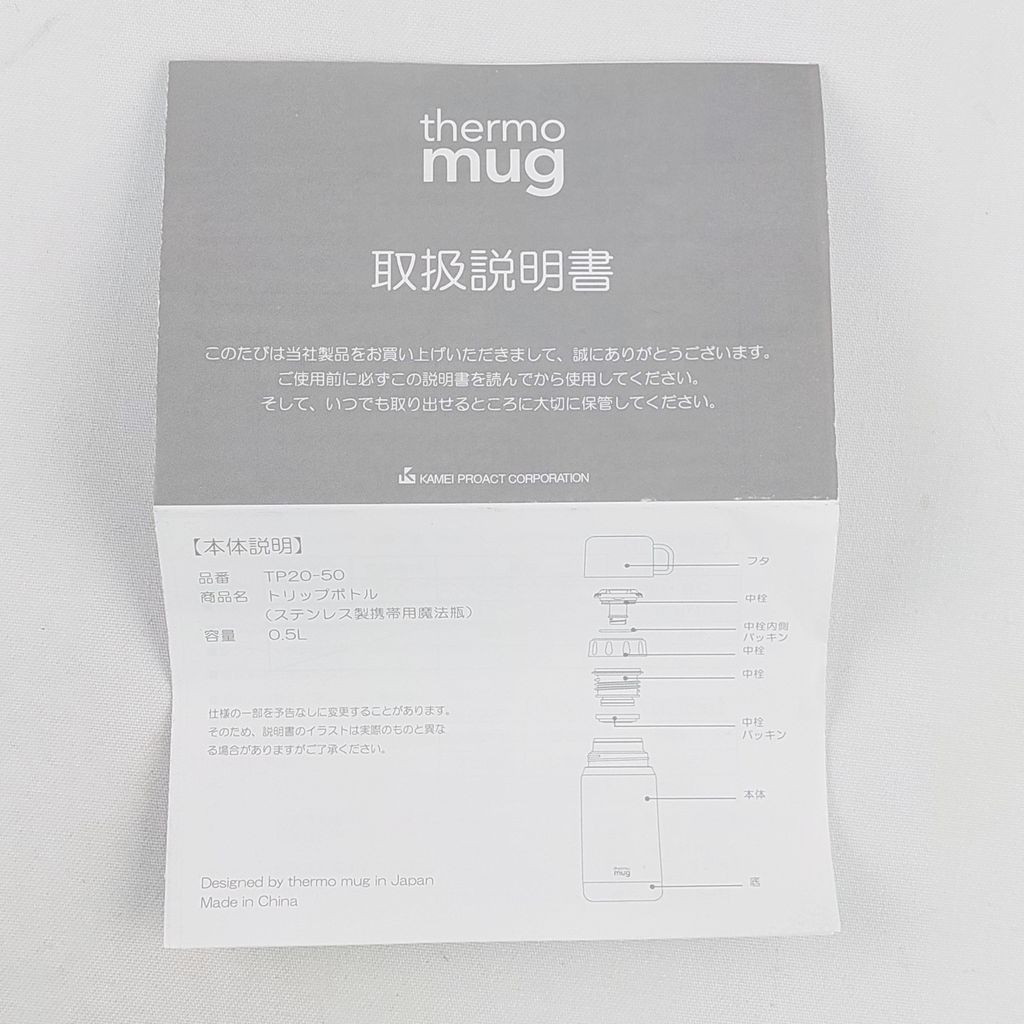 thermo
mug
取扱説明書
このたびは当社製品をお買い上げいただきまして、誠にありがとうございます。
ご使用前に必ずこの説明書を読んでから使用してください。
そして、いつでも取り出せるところに大切に保管してください。
KAMEI PROACT CORPORATION
【本体説明】
品番 TP20-50
商品名 トリップボトル
(ステンレス製携帯用魔法瓶)
容量 0.5L
仕様の一部を予告なしに変更することがあります。
そのため、説明書のイラストは実際のものと異な
る場合がありますがご了承ください。
フタ
中栓
中栓内側
パッキン
中栓
中栓
中栓
パッキン
本体
thermo
mug
底
Designed by thermo mug in Japan
Made in China